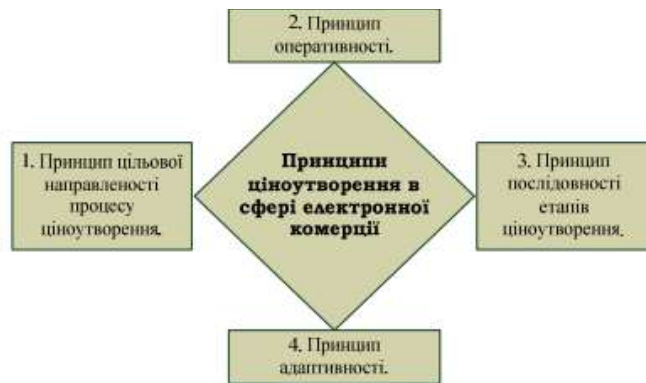 2. Принцип
оперативності.
1. Принцип цільової
направленості
процесу
ціноутворення.
Принципи
ціноутворення в
сфері електронної
комерції
3. Принцип
послідовності
етапів
ціноутворення.
4. Принцип
адаптивності.